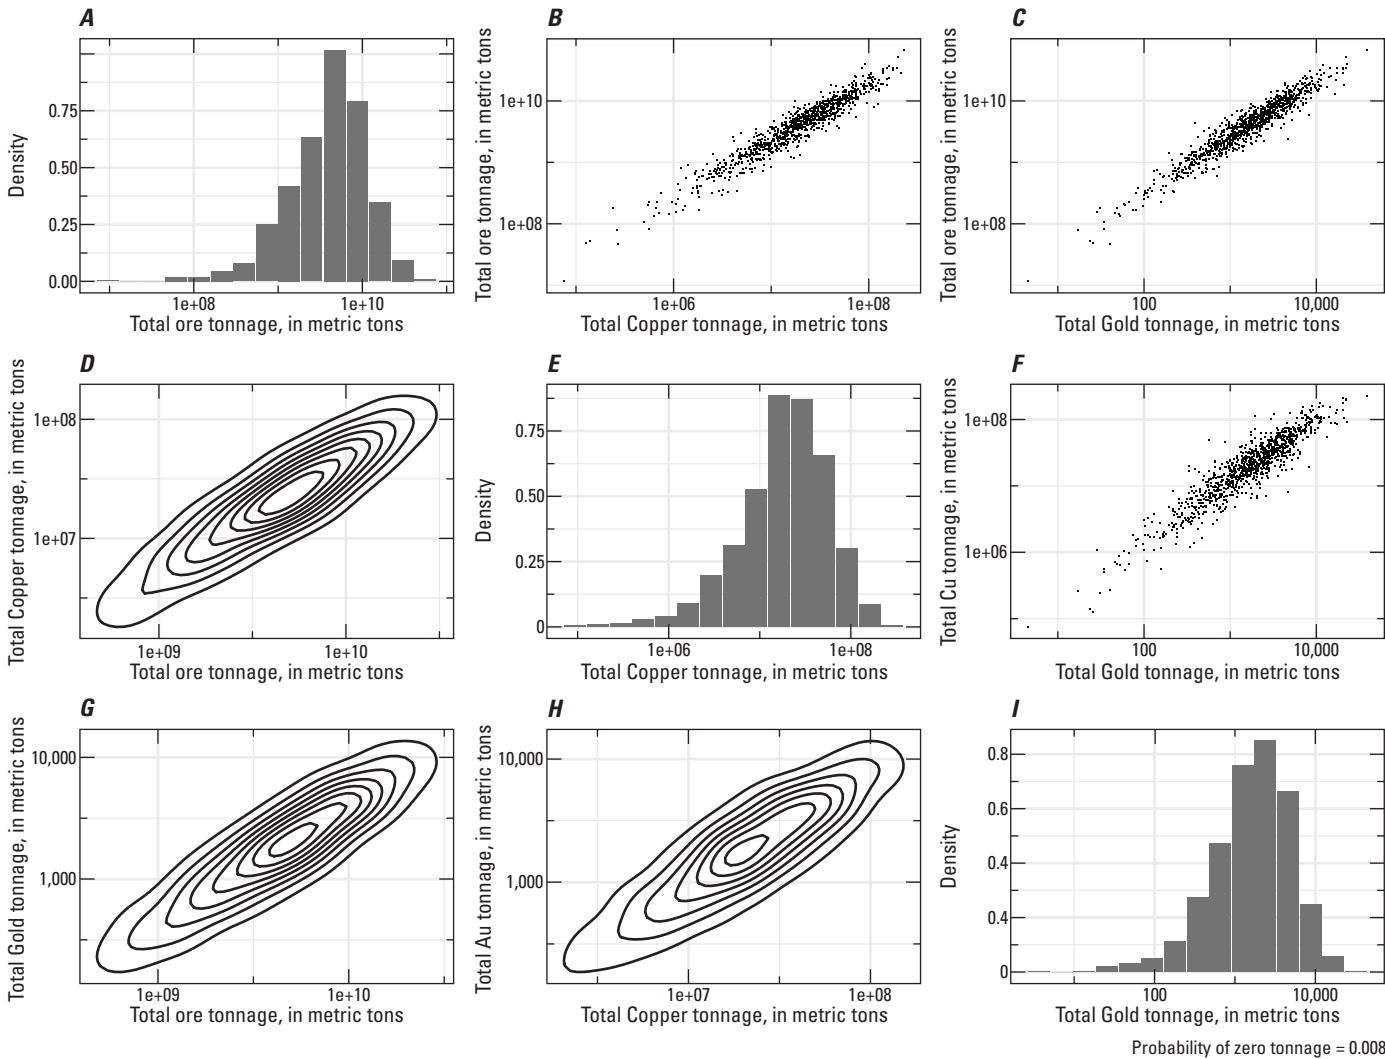 A
B
C
Density
0.75
0.50
0.25
0.00
1e+08
1e+10
Total ore tonnage, in metric tons
Total ore tonnage, in metric tons
1e+10
1e+08
1e+06
1e+08
Total Copper tonnage, in metric tons
Total ore tonnage, in metric tons
1e+10
1e+08
100
10,000
Total Gold tonnage, in metric tons
D
E
F
Total Copper tonnage, in metric tons
1e+08
1e+07
1e+09
1e+10
Total ore tonnage, in metric tons
Density
0.75
0.50
0.25
0
1e+06
1e+08
Total Copper tonnage, in metric tons
Total Cu tonnage, in metric tons
1e+08
1e+06
100
10,000
Total Gold tonnage, in metric tons
G
H
I
Total Gold tonnage, in metric tons
10,000
1,000
1e+09
1e+10
Total ore tonnage, in metric tons
Total Au tonnage, in metric tons
10,000
1,000
1e+07
1e+08
Total Copper tonnage, in metric tons
Density
0.8
0.6
0.4
0.4
0
100
10,000
Total Gold tonnage, in metric tons
Probability of zero tonnage = 0.008